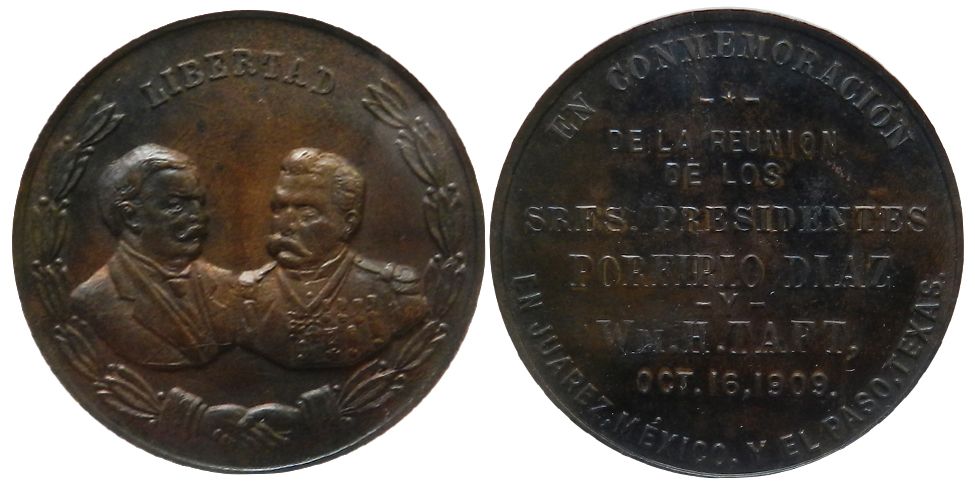 LIBERTAD
EN CONMEMORACIÓN
DE LA REUNION
DE LOS
SRES. PRESIDENTES
PORFIRIO DIAZ
- Y -
WM. H. TAFT,
OCT. 16, 1909.
EN JUÁREZ, MÉXICO, Y EL PASO, TEXAS.